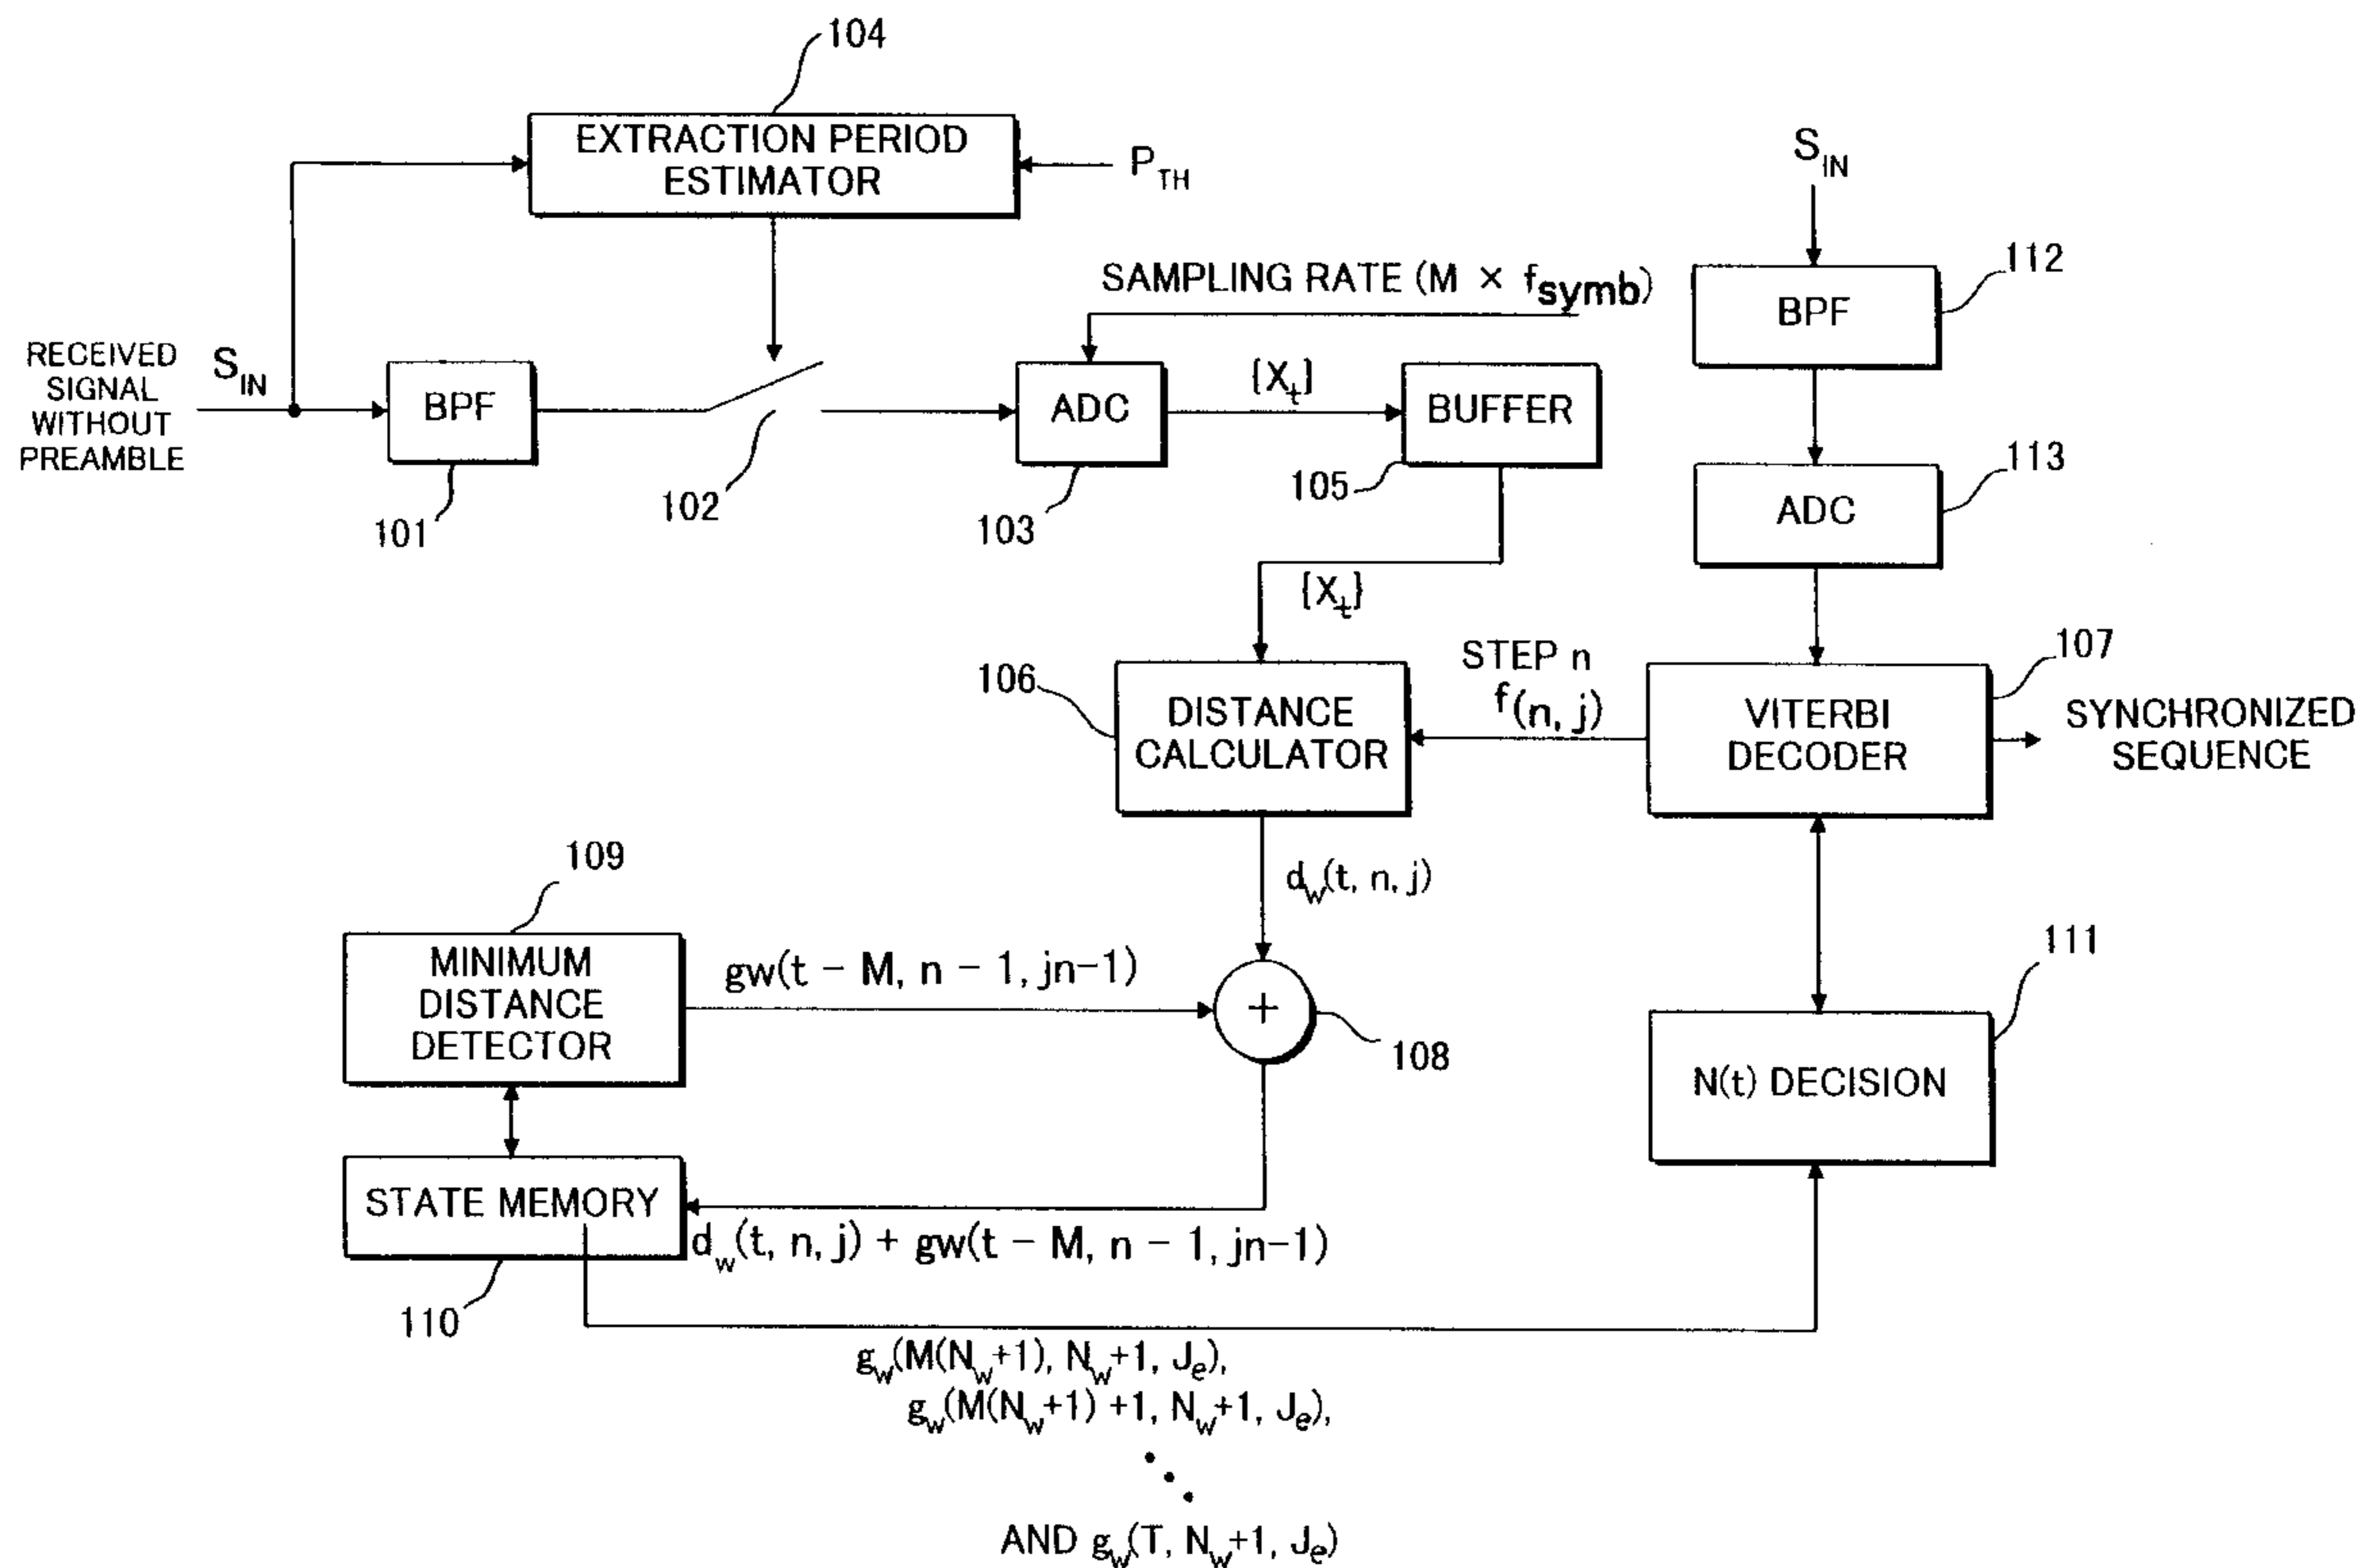 104
EXTRACTION PERIOD
ESTIMATOR
P_TH
S_IN
112
BPF
SAMPLING RATE (M × f_symb)
RECEIVED
SIGNAL
WITHOUT
PREAMBLE
S_IN
BPF
101
102
ADC
103
{X_t}
BUFFER
105
113
ADC
{X_t}
106
DISTANCE
CALCULATOR
STEP n
f(n, j)
107
VITERBI
DECODER
SYNCHRONIZED
SEQUENCE
109
d_w(t, n, j)
MINIMUM
DISTANCE
DETECTOR
gw(t - M, n - 1, jn-1)
+
108
111
N(t) DECISION
STATE MEMORY
110
d_w(t, n, j) + gw(t - M, n - 1, jn-1)
g_w(M(N_w+1), N_w+1, J_e),
g_w(M(N_w+1) +1, N_w+1, J_e),
AND g_w(T, N_w+1, J_e)